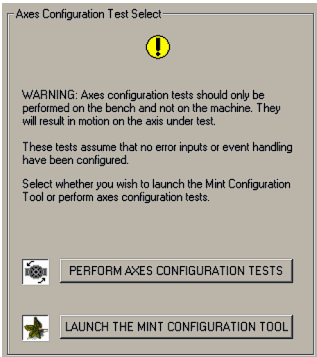 Axes Configuration Test Select
WARNING: Axes configuration tests should only be
performed on the bench and not on the machine. They
will result in motion on the axis under test.
These tests assume that no error inputs or event handling
have been configured.
Select whether you wish to launch the Mint Configuration
Tool or perform axes configuration tests.
PERFORM AXES CONFIGURATION TESTS
LAUNCH THE MINT CONFIGURATION TOOL